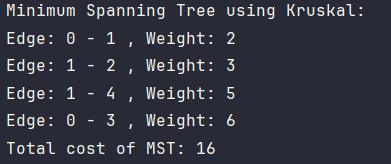 Minimum Spanning Tree using Kruskal:
Edge: 0 - 1 , Weight: 2
Edge: 1 - 2 , Weight: 3
Edge: 1 - 4 , Weight: 5
Edge: 0 - 3 , Weight: 6
Total cost of MST: 16